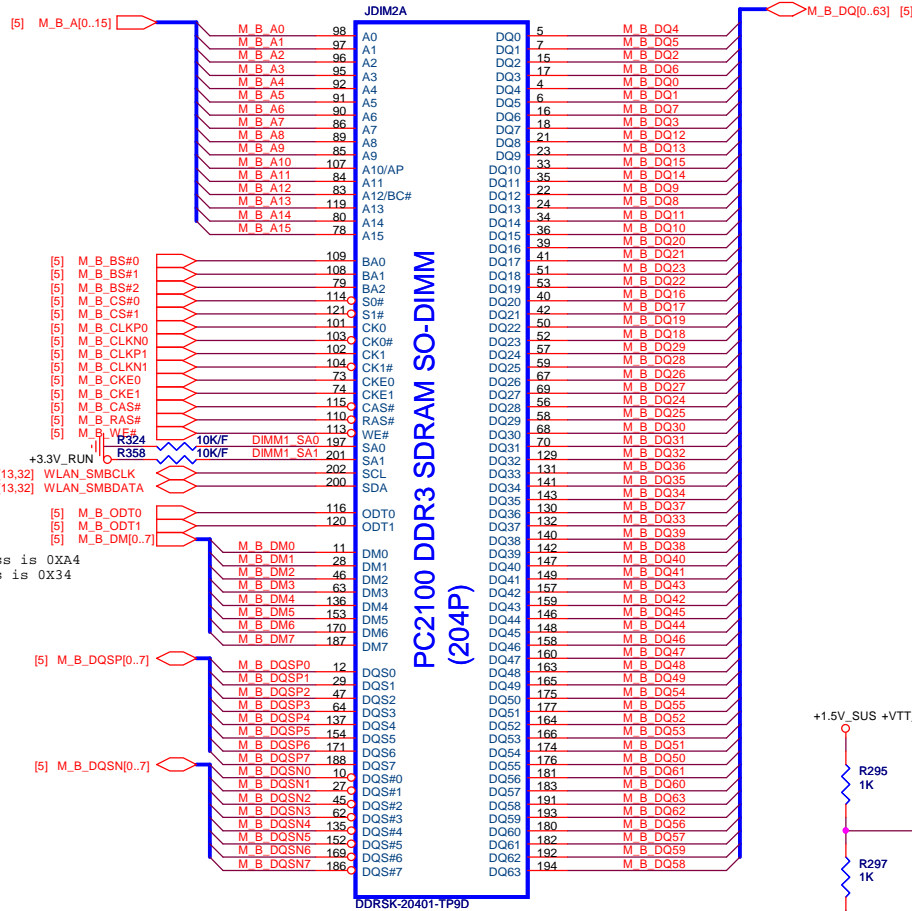 JDIM2A
[5] M_B_A[0..15]
M_B_DQ[0..63] [5]
M_B_A0 98 A0
M_B_A1 97 A1
M_B_A2 96 A2
M_B_A3 95 A3
M_B_A4 92 A4
M_B_A5 91 A5
M_B_A6 90 A6
M_B_A7 86 A7
M_B_A8 89 A8
M_B_A9 85 A9
M_B_A10 107 A10/AP
M_B_A11 84 A11
M_B_A12 83 A12/BC#
M_B_A13 119 A13
M_B_A14 80 A14
M_B_A15 78 A15
[5] M_B_BS#0 109 BA0
[5] M_B_BS#1 108 BA1
[5] M_B_BS#2 79 BA2
[5] M_B_CS#0 114 S0#
[5] M_B_CS#1 121 S1#
[5] M_B_CLKP0 101 CK0
[5] M_B_CLKN0 103 CK0#
[5] M_B_CLKP1 102 CK1
[5] M_B_CLKN1 104 CK1#
[5] M_B_CKE0 73 CKE0
[5] M_B_CKE1 74 CKE1
[5] M_B_CAS# 115 CAS#
[5] M_B_RAS# 110 RAS#
[5] M_B_WE# 113 WE#
R324 10K/F DIMM1_SA0 197 SA0
+3.3V_RUN R358 10K/F DIMM1_SA1 201 SA1
13,32] WLAN_SMBCLK 202 SCL
13,32] WLAN_SMBDATA 200 SDA
[5] M_B_ODT0 116 ODT0
[5] M_B_ODT1 120 ODT1
[5] M_B_DM[0..7]
ss is 0XA4
s is 0X34
M_B_DM0 11 DM0
M_B_DM1 28 DM1
M_B_DM2 46 DM2
M_B_DM3 63 DM3
M_B_DM4 136 DM4
M_B_DM5 153 DM5
M_B_DM6 170 DM6
M_B_DM7 187 DM7
[5] M_B_DQSP[0..7]
M_B_DQSP0 12 DQS0
M_B_DQSP1 29 DQS1
M_B_DQSP2 47 DQS2
M_B_DQSP3 64 DQS3
M_B_DQSP4 137 DQS4
M_B_DQSP5 154 DQS5
M_B_DQSP6 171 DQS6
M_B_DQSP7 188 DQS7
[5] M_B_DQSN[0..7]
M_B_DQSN0 10 DQS#0
M_B_DQSN1 27 DQS#1
M_B_DQSN2 45 DQS#2
M_B_DQSN3 62 DQS#3
M_B_DQSN4 135 DQS#4
M_B_DQSN5 152 DQS#5
M_B_DQSN6 169 DQS#6
M_B_DQSN7 186 DQS#7
PC2100 DDR3 SDRAM SO-DIMM
(204P)
DQ0 5 M_B_DQ4
DQ1 7 M_B_DQ5
DQ2 15 M_B_DQ2
DQ3 17 M_B_DQ6
DQ4 4 M_B_DQ0
DQ5 6 M_B_DQ1
DQ6 16 M_B_DQ7
DQ7 18 M_B_DQ3
DQ8 21 M_B_DQ12
DQ9 23 M_B_DQ13
DQ10 33 M_B_DQ15
DQ11 35 M_B_DQ14
DQ12 22 M_B_DQ9
DQ13 24 M_B_DQ8
DQ14 34 M_B_DQ11
DQ15 36 M_B_DQ10
DQ16 39 M_B_DQ20
DQ17 41 M_B_DQ21
DQ18 51 M_B_DQ23
DQ19 53 M_B_DQ22
DQ20 40 M_B_DQ16
DQ21 42 M_B_DQ17
DQ22 50 M_B_DQ19
DQ23 52 M_B_DQ18
DQ24 57 M_B_DQ29
DQ25 59 M_B_DQ28
DQ26 67 M_B_DQ26
DQ27 69 M_B_DQ27
DQ28 56 M_B_DQ24
DQ29 58 M_B_DQ25
DQ30 68 M_B_DQ30
DQ31 70 M_B_DQ31
DQ32 129 M_B_DQ32
DQ33 131 M_B_DQ36
DQ34 141 M_B_DQ35
DQ35 143 M_B_DQ34
DQ36 130 M_B_DQ37
DQ37 132 M_B_DQ33
DQ38 140 M_B_DQ39
DQ39 142 M_B_DQ38
DQ40 147 M_B_DQ40
DQ41 149 M_B_DQ41
DQ42 157 M_B_DQ43
DQ43 159 M_B_DQ42
DQ44 146 M_B_DQ45
DQ45 148 M_B_DQ44
DQ46 158 M_B_DQ46
DQ47 160 M_B_DQ47
DQ48 163 M_B_DQ48
DQ49 165 M_B_DQ49
DQ50 175 M_B_DQ54
DQ51 177 M_B_DQ55
DQ52 164 M_B_DQ52
DQ53 166 M_B_DQ53
DQ54 174 M_B_DQ51
DQ55 176 M_B_DQ50
DQ56 181 M_B_DQ61
DQ57 183 M_B_DQ60
DQ58 191 M_B_DQ63
DQ59 193 M_B_DQ62
DQ60 180 M_B_DQ56
DQ61 182 M_B_DQ57
DQ62 192 M_B_DQ59
DQ63 194 M_B_DQ58
DDRSK-20401-TP9D
+1.5V_SUS +VTT_
R295
1K
R297
1K